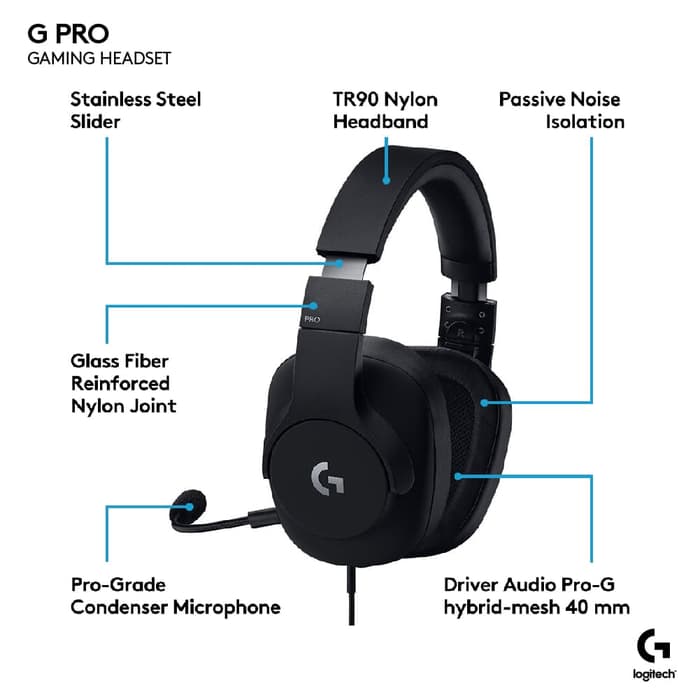 G PRO
GAMING HEADSET
Stainless Steel
Slider
TR90 Nylon
Headband
Passive Noise
Isolation
PRO
R
Glass Fiber
Reinforced
Nylon Joint
Pro-Grade
Condenser Microphone
Driver Audio Pro-G
hybrid-mesh 40 mm
logitech